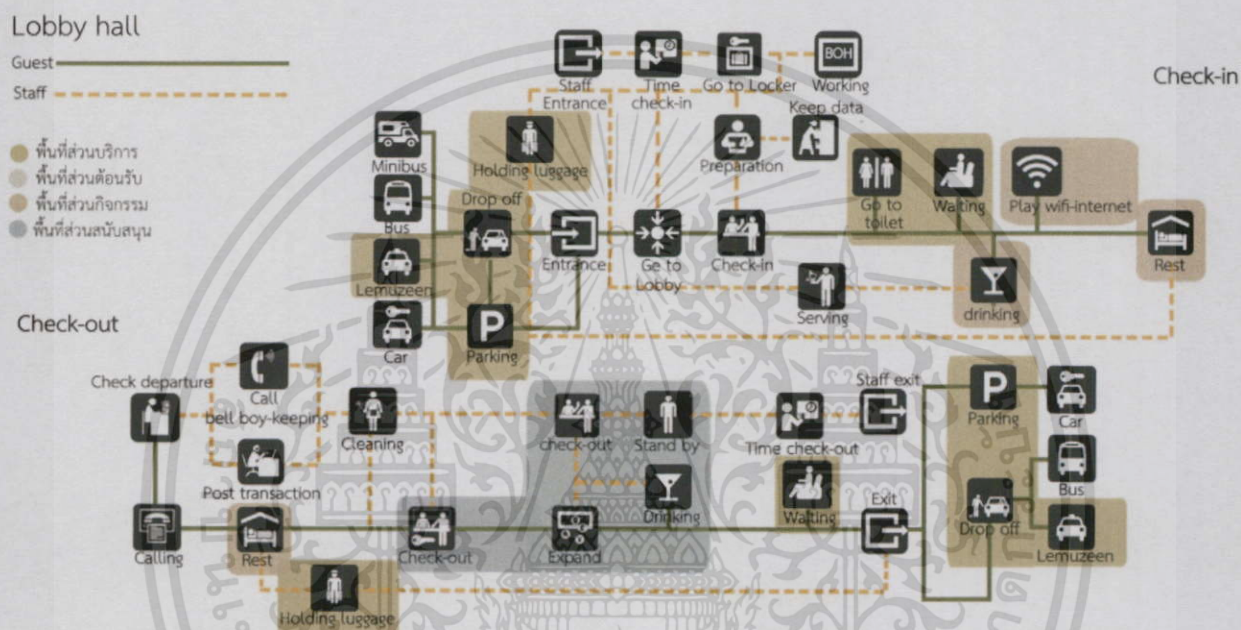 Lobby hall
Guest
Staff
พื้นที่ส่วนบริการ
พื้นที่ส่วนต้อนรับ
พื้นที่ส่วนกิจกรรม
พื้นที่ส่วนสนับสนุน
Check-in
Staff
Entrance
Time
check-in
Go to Locker
BOH
Working
Keep data
Minibus
Holding luggage
Preparation
Bus
Drop off
Go to
toilet
Waiting
Play wifi-internet
Lemuzeen
Entrance
Ge to
Lobby
Check-in
Rest
Car
P
Parking
Serving
drinking
Check-out
Check departure
Call
bell boy-keeping
Cleaning
check-out
Stand by
Time check-out
Staff exit
P
Parking
Car
Post transaction
Drinking
Waiting
Exit
Bus
Drop off
Lemuzeen
Calling
Rest
Check-out
Expand
Holding luggage